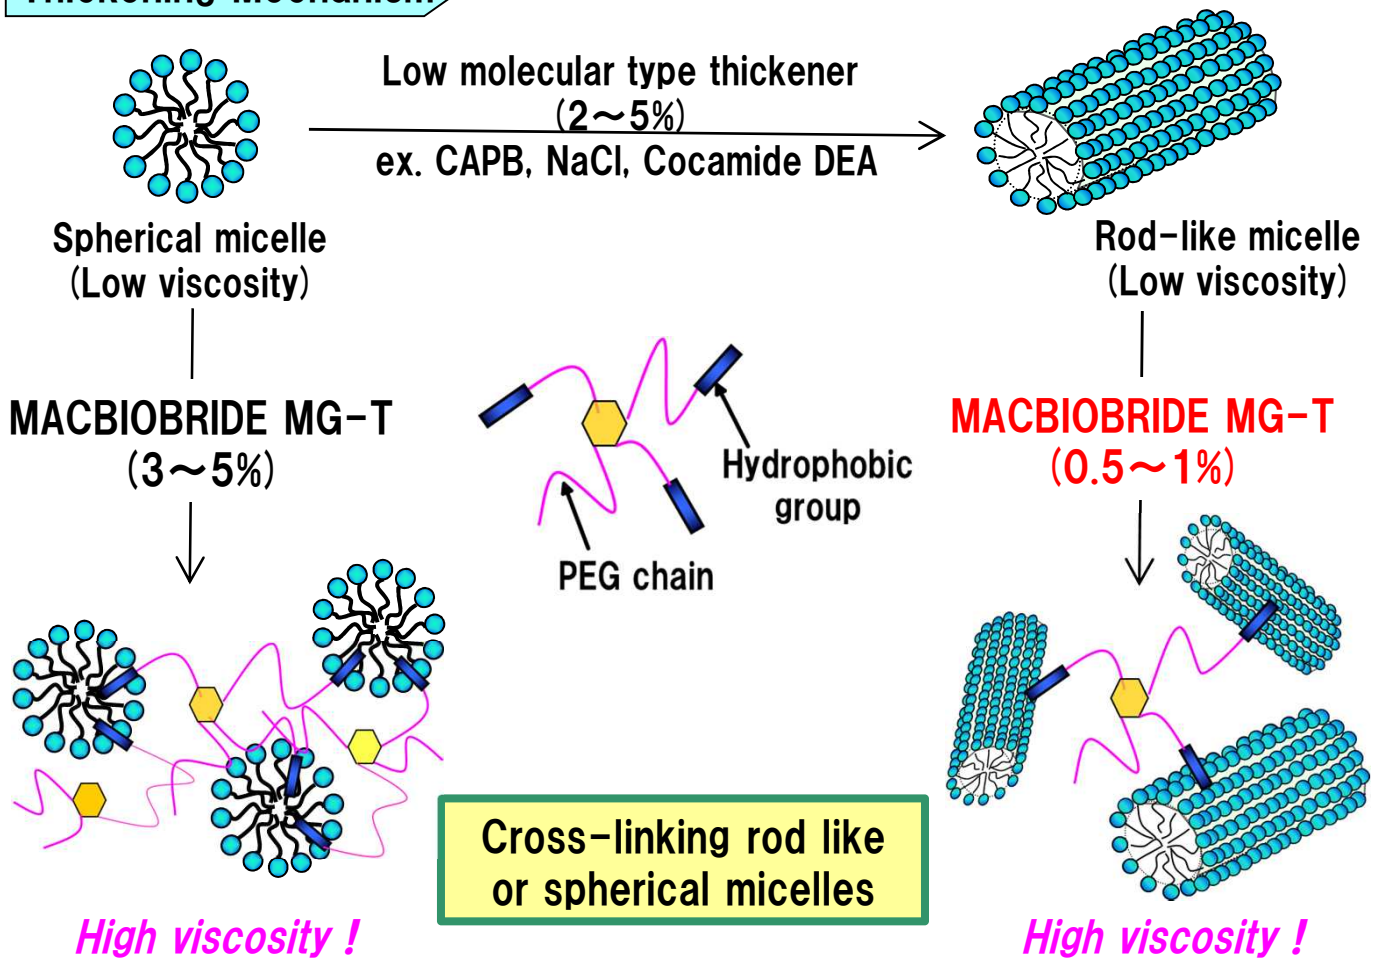 Thickening Mechanism
Low molecular type thickener
(2～5%)
ex. CAPB, NaCl, Cocamide DEA
Spherical micelle
(Low viscosity)
Rod-like micelle
(Low viscosity)
MACBIOBRIDE MG-T
(3～5%)
Hydrophobic
group
PEG chain
MACBIOBRIDE MG-T
(0.5～1%)
Cross-linking rod like
or spherical micelles
High viscosity !
High viscosity !